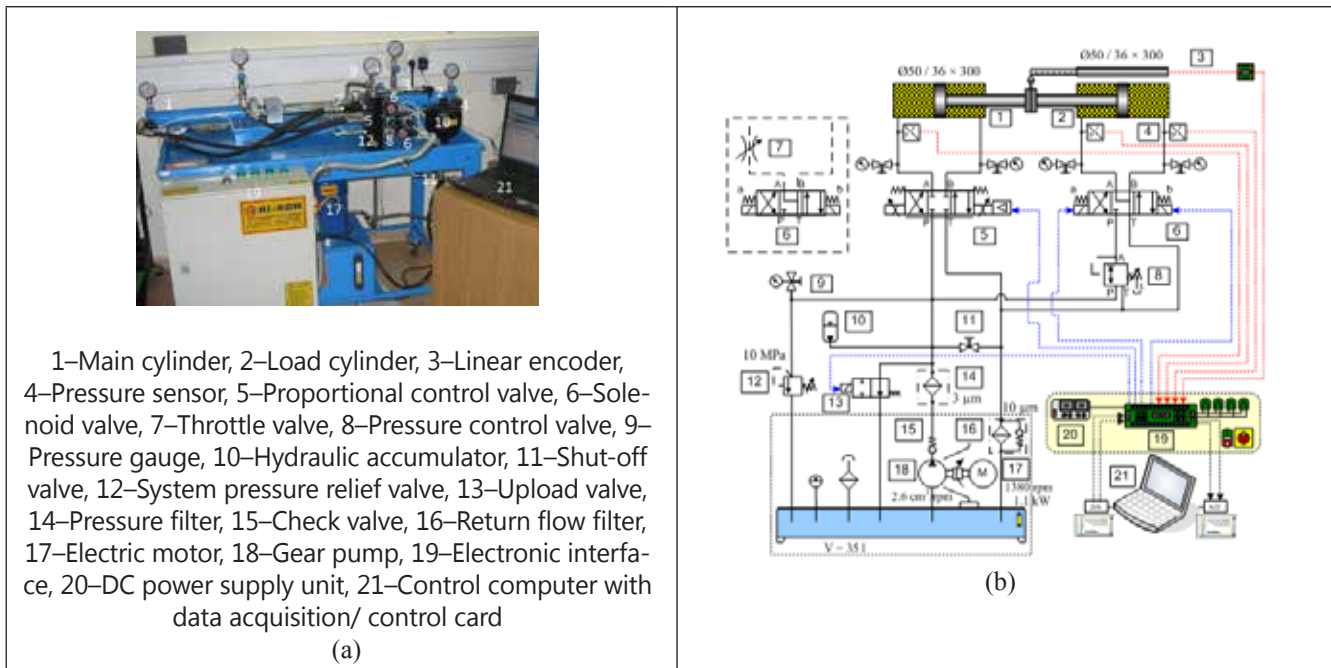 HI-KON
17
21
1–Main cylinder, 2–Load cylinder, 3–Linear encoder,
4–Pressure sensor, 5–Proportional control valve, 6–Sole-
noid valve, 7–Throttle valve, 8–Pressure control valve, 9–
Pressure gauge, 10–Hydraulic accumulator, 11–Shut-off
valve, 12–System pressure relief valve, 13–Upload valve,
14–Pressure filter, 15–Check valve, 16–Return flow filter,
17–Electric motor, 18–Gear pump, 19–Electronic interfa-
ce, 20–DC power supply unit, 21–Control computer with
data acquisition/ control card
(a)
Ø50 / 36 × 300
Ø50 / 36 × 300
3
1
2
4
7
A
B
A
B
A
B
a
b
a
b
P
T
P
T
P
T
6
5
6
A
8
P
T
9
10
11
10 MPa
12
13
14
3 µm
10 µm
15
16
18
M
17
2.6 cm³/rpm
1380 rpm
1.1 kW
V = 35 l
20
19
21
D/A
A/D
(b)